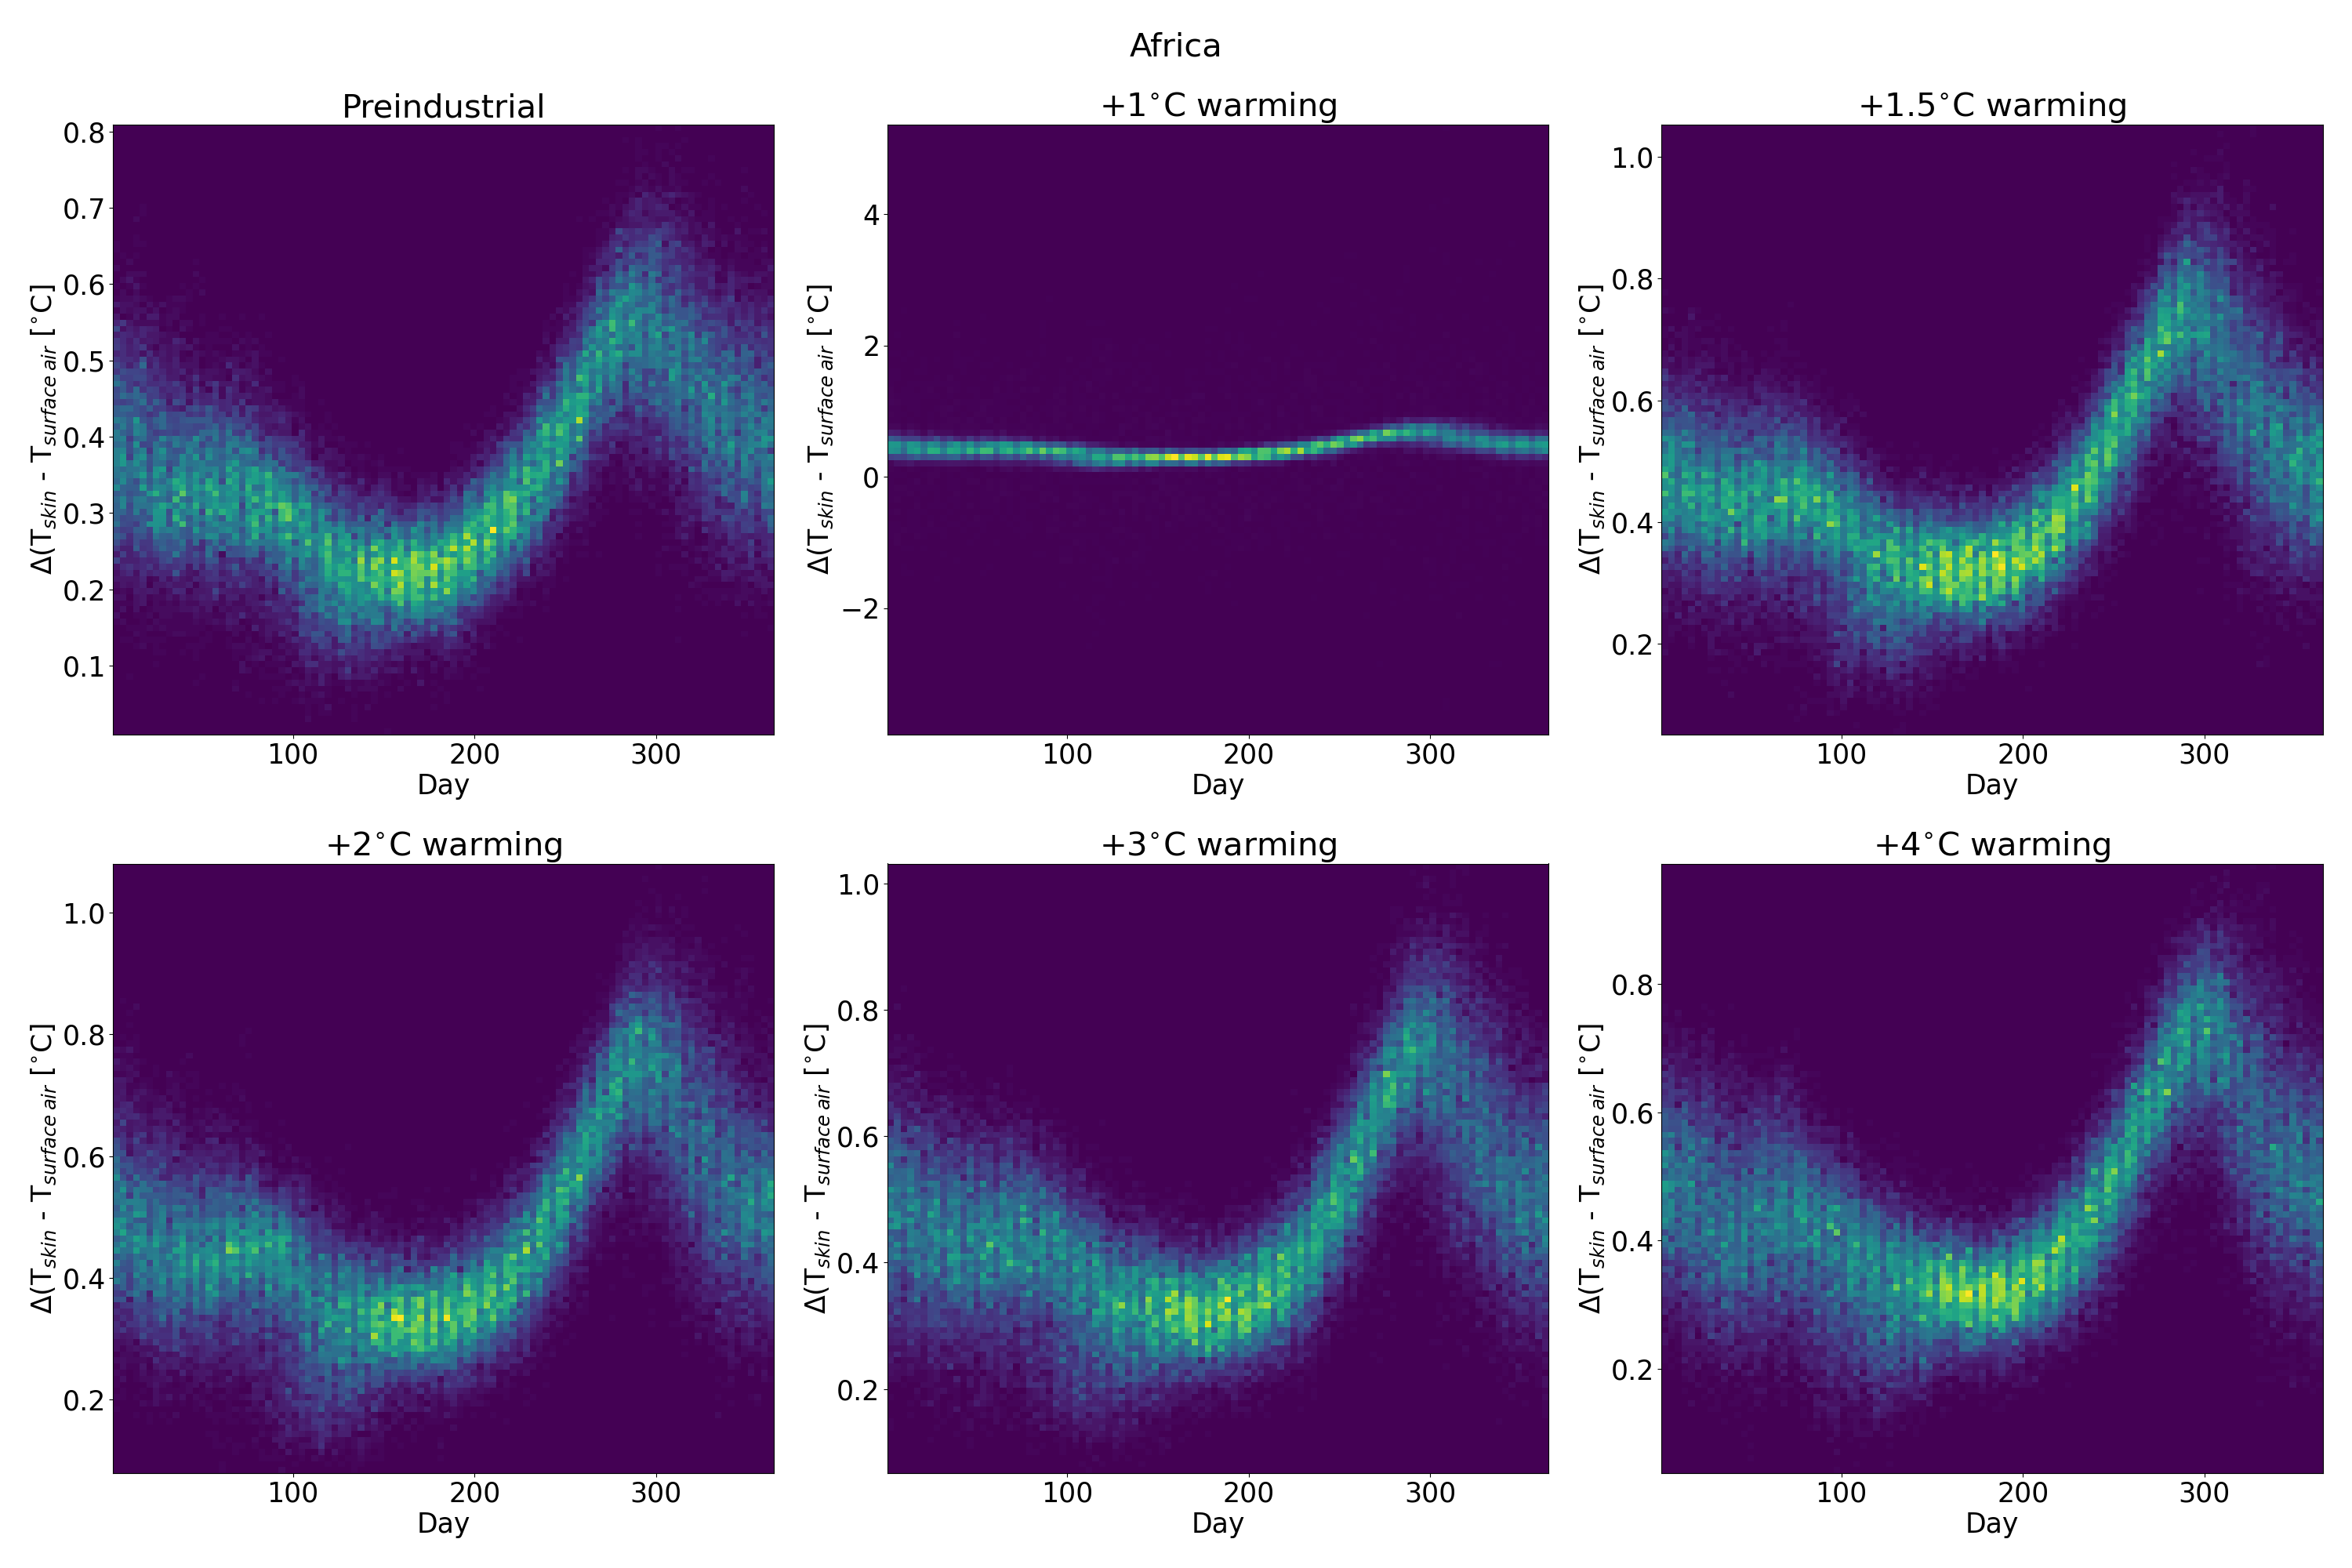 Africa
Preindustrial
+1°C warming
+1.5°C warming
0.8
0.7
0.6
0.5
0.4
0.3
0.2
0.1
Δ(T_skin - T_surface air [°C]
100 200 300
Day
4
2
0
−2
Δ(T_skin - T_surface air [°C]
100 200 300
Day
1.0
0.8
0.6
0.4
0.2
Δ(T_skin - T_surface air [°C]
100 200 300
Day
+2°C warming
+3°C warming
+4°C warming
1.0
0.8
0.6
0.4
0.2
Δ(T_skin - T_surface air [°C]
100 200 300
Day
1.0
0.8
0.6
0.4
0.2
Δ(T_skin - T_surface air [°C]
100 200 300
Day
0.8
0.6
0.4
0.2
Δ(T_skin - T_surface air [°C]
100 200 300
Day